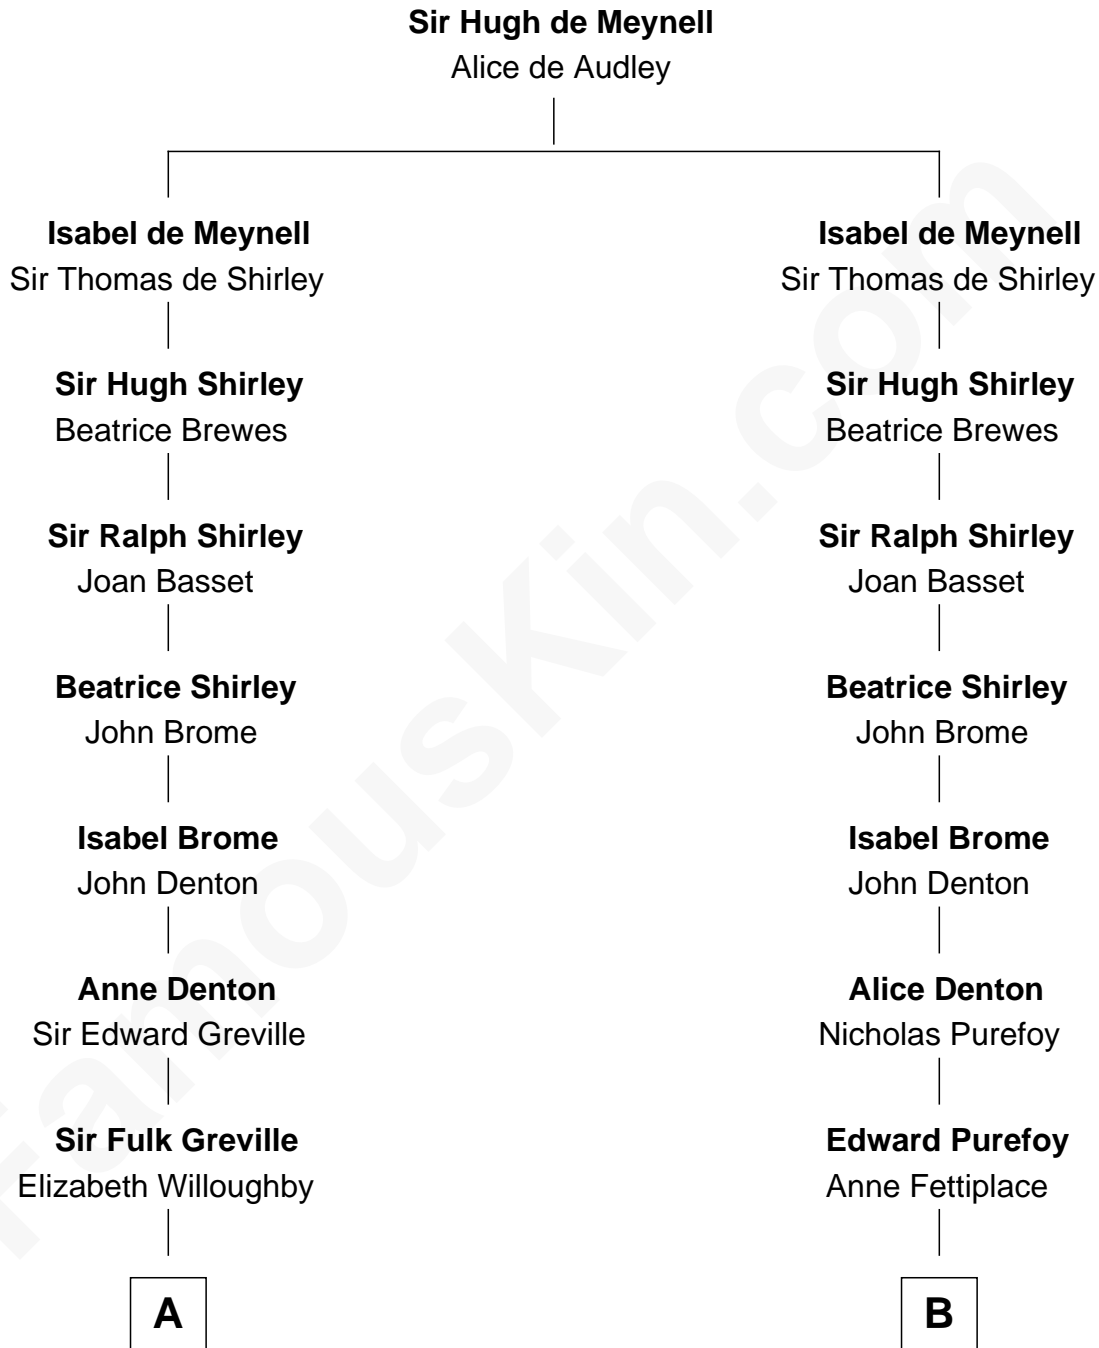 Sir Hugh de Meynell
Alice de Audley
Isabel de Meynell
Sir Thomas de Shirley
Isabel de Meynell
Sir Thomas de Shirley
Sir Hugh Shirley
Beatrice Brewes
Sir Hugh Shirley
Beatrice Brewes
Sir Ralph Shirley
Joan Basset
Sir Ralph Shirley
Joan Basset
Beatrice Shirley
John Brome
Beatrice Shirley
John Brome
Isabel Brome
John Denton
Isabel Brome
John Denton
Anne Denton
Sir Edward Greville
Alice Denton
Nicholas Purefoy
Sir Fulk Greville
Elizabeth Willoughby
Edward Purefoy
Anne Fettiplace
A
B
FamousKin.com